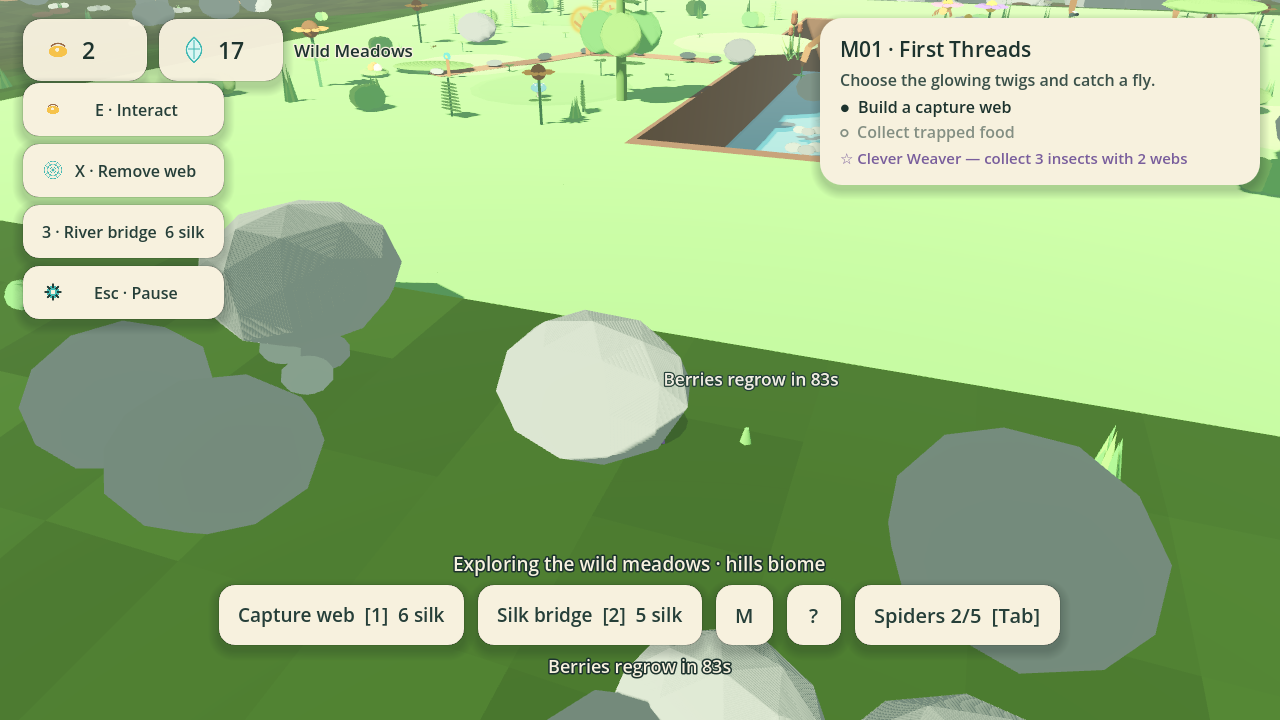 2
17
Wild Meadows
E · Interact
X · Remove web
3 · River bridge 6 silk
Esc · Pause
M01 · First Threads
Choose the glowing twigs and catch a fly.
Build a capture web
Collect trapped food
☆ Clever Weaver — collect 3 insects with 2 webs
Berries regrow in 83s
Exploring the wild meadows · hills biome
Capture web [1] 6 silk
Silk bridge [2] 5 silk
M
?
Spiders 2/5 [Tab]
Berries regrow in 83s